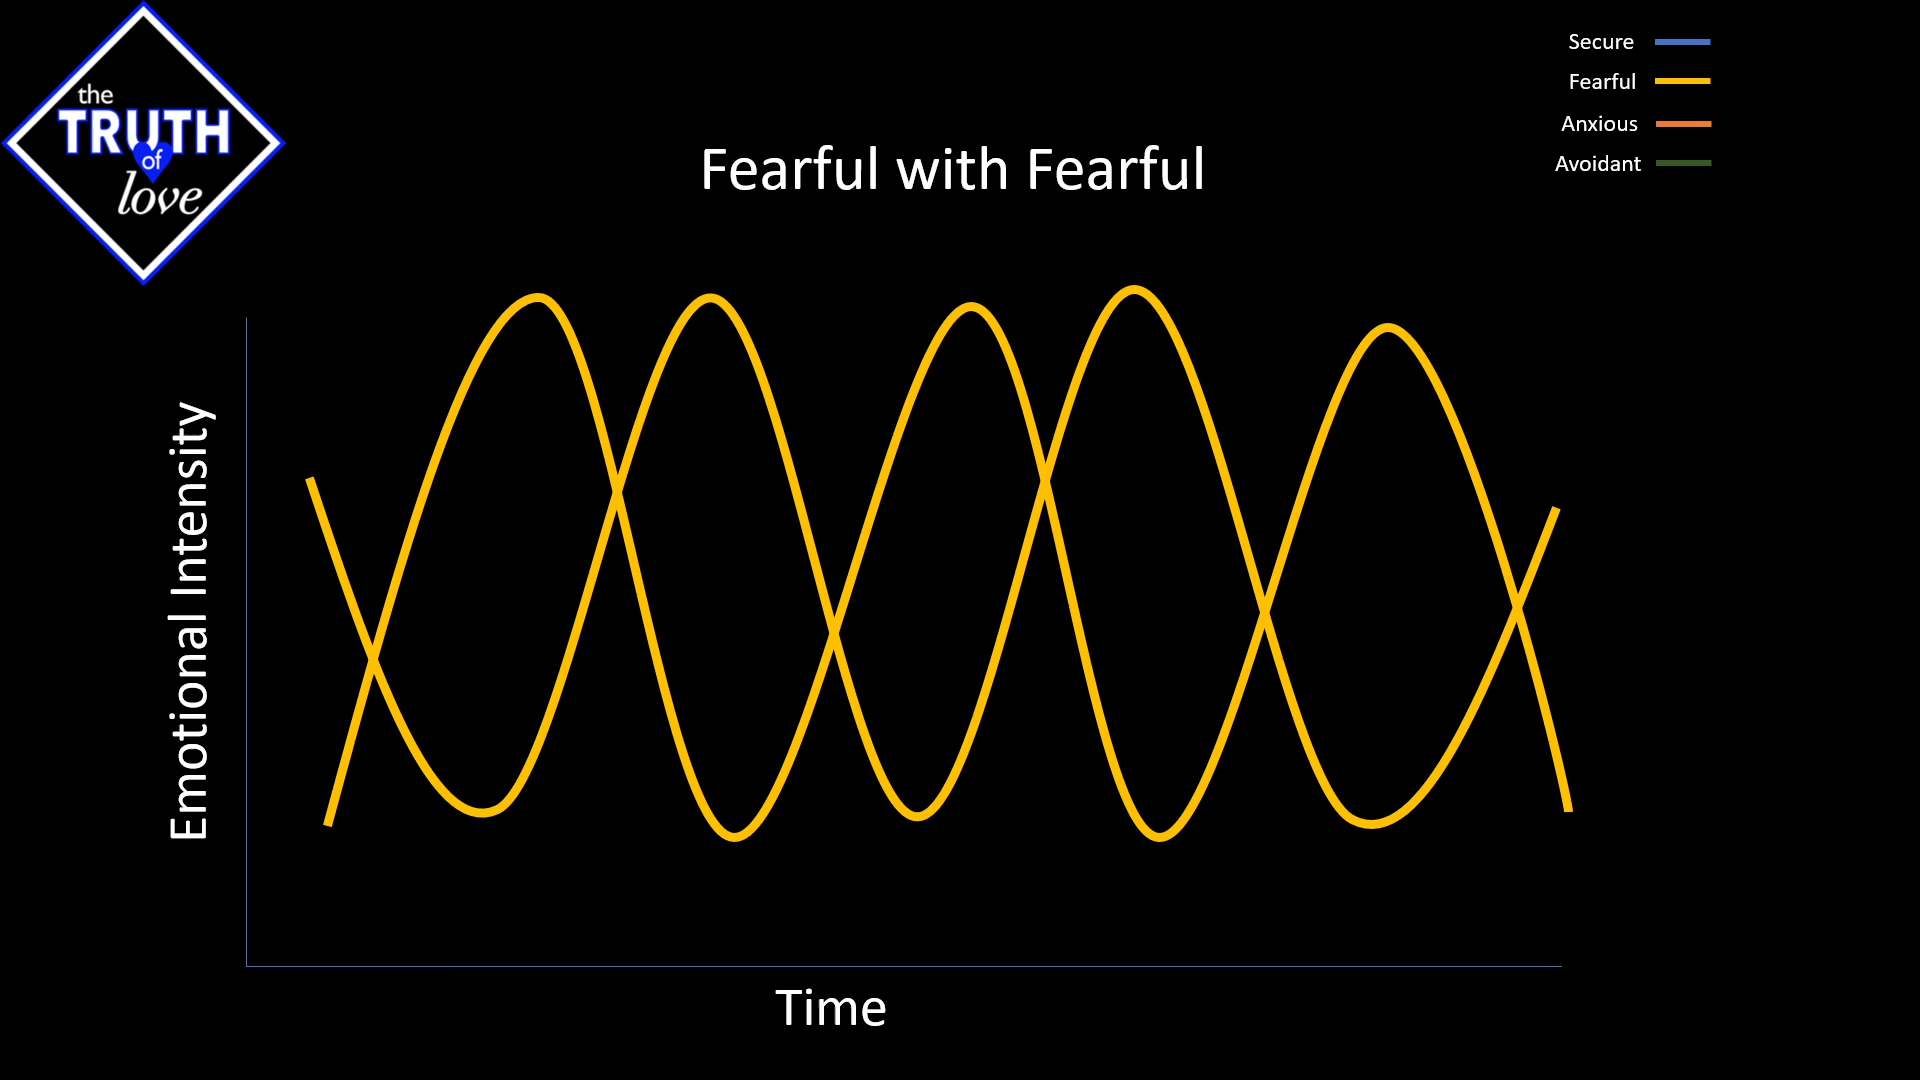 the
TRUTH
of
love
Secure
Fearful
Anxious
Avoidant
Fearful with Fearful
Emotional Intensity
Time